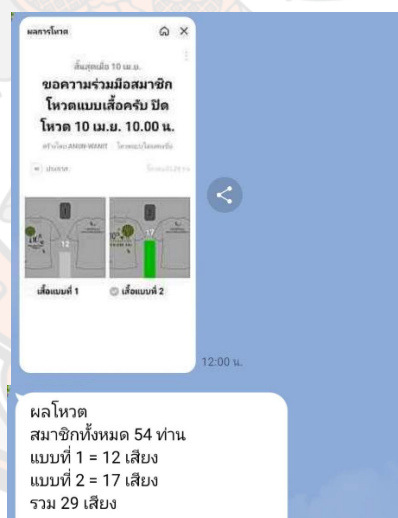 ผลการโหวต
สิ้นสุดเมื่อ 10 เม.ย.
ขอความร่วมมือสมาชิก
โหวตแบบเสื้อครับ ปิด
โหวต 10 เม.ย. 10.00 น.
ประกาศ
12
17
เสื้อแบบที่ 1
เสื้อแบบที่ 2
12:00 น.
ผลโหวต
สมาชิกทั้งหมด 54 ท่าน
แบบที่ 1 = 12 เสียง
แบบที่ 2 = 17 เสียง
รวม 29 เสียง